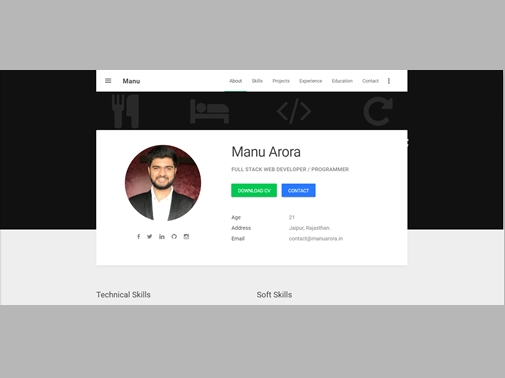 Manu
About Skills Projects Experience Education Contact
Manu Arora
FULL STACK WEB DEVELOPER / PROGRAMMER
DOWNLOAD CV CONTACT
Age 21
Address Jaipur, Rajasthan
Email contact@manuarora.in
Technical Skills Soft Skills